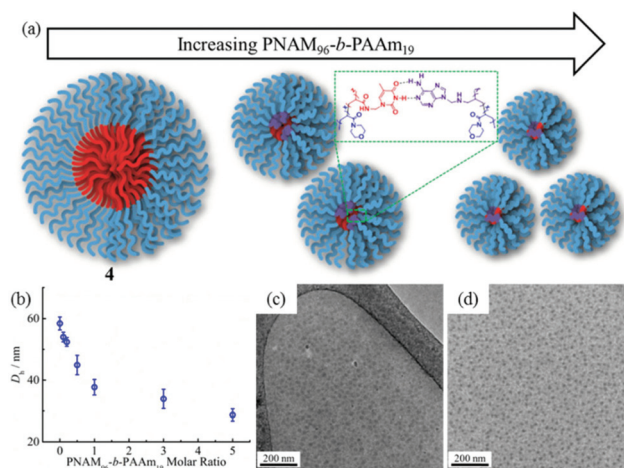 (a)
Increasing PNAM96-b-PAAm19
4
(b)
60
40
20
Dh / nm
0 1 2 3 4 5
PNAM96-b-PAAm19 Molar Ratio
(c)
200 nm
(d)
200 nm